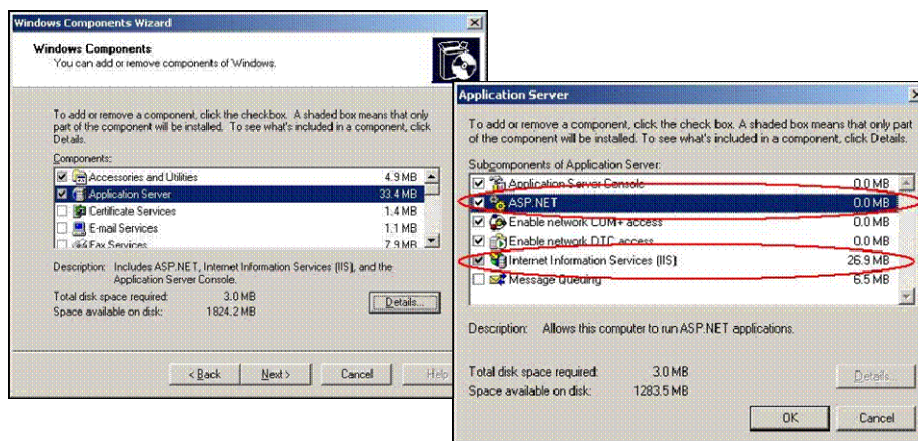 Windows Components Wizard
Windows Components
You can add or remove components of Windows.
To add or remove a component, click the checkbox. A shaded box means that only
part of the component will be installed. To see what's included in a component, click
Details.
Components:
Accessories and Utilities 4.9 MB
Application Server 33.4 MB
Certificate Services 1.4 MB
E-mail Services 1.1 MB
Fax Services 7.9 MB
Description: Includes ASP.NET, Internet Information Services (IIS), and the
Application Server Console.
Total disk space required: 3.0 MB
Space available on disk: 1824.2 MB
Details...
< Back
Next >
Cancel
Help
Application Server
To add or remove a component, click the check box. A shaded box means that only part
of the component will be installed. To see what's included in a component, click Details.
Subcomponents of Application Server:
Application Server Console 0.0 MB
ASP.NET 0.0 MB
Enable network COM+ access 0.0 MB
Enable network DTC access 0.0 MB
Internet Information Services (IIS) 26.9 MB
Message Queuing 6.5 MB
Description: Allows this computer to run ASP.NET applications.
Total disk space required: 3.0 MB
Space available on disk: 1283.5 MB
Details...
OK
Cancel